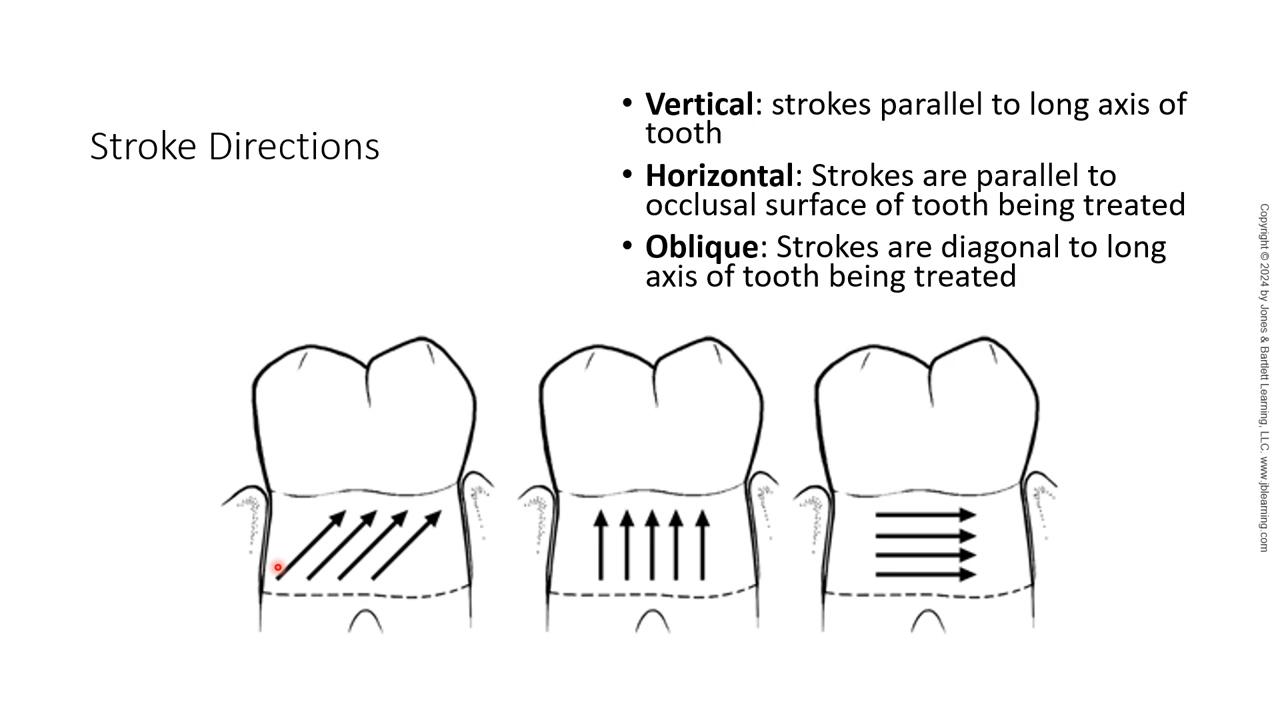 Stroke Directions
• Vertical: strokes parallel to long axis of
tooth
• Horizontal: Strokes are parallel to
occlusal surface of tooth being treated
• Oblique: Strokes are diagonal to long
axis of tooth being treated
Copyright © 2024 by Jones & Bartlett Learning, LLC. www.jblearning.com